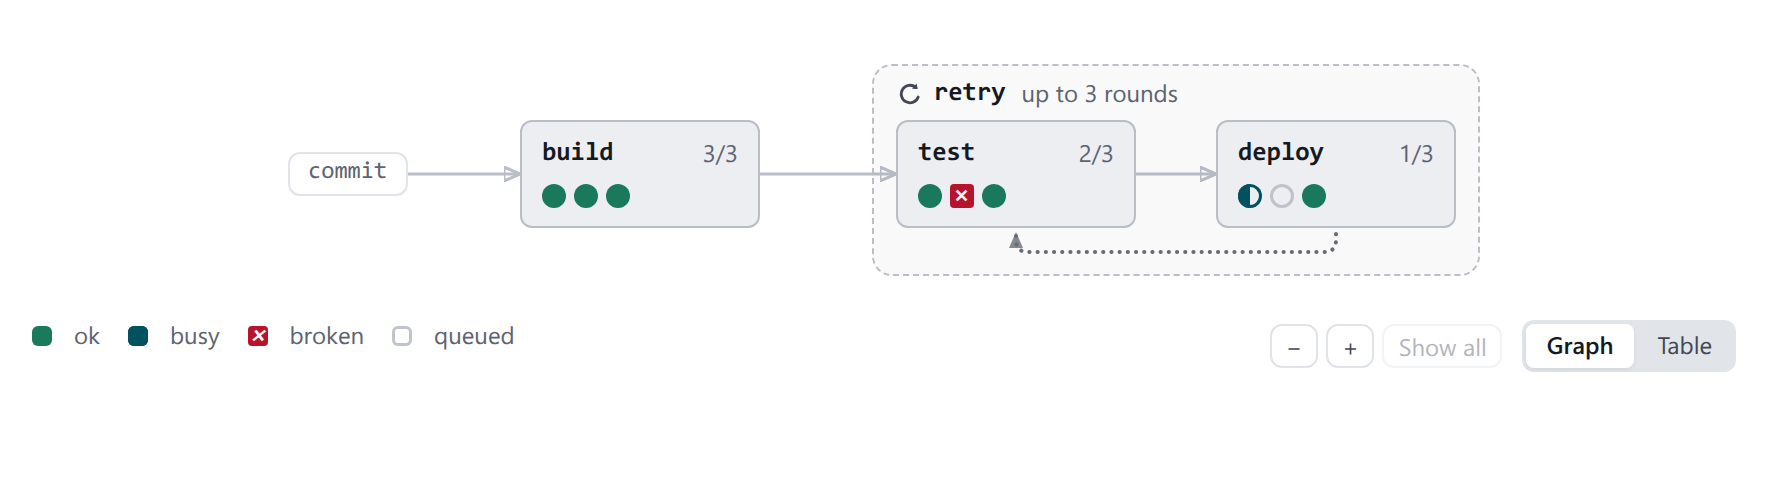 retry up to 3 rounds
commit
build 3/3
test 2/3
deploy 1/3
ok busy broken queued
− + Show all Graph Table